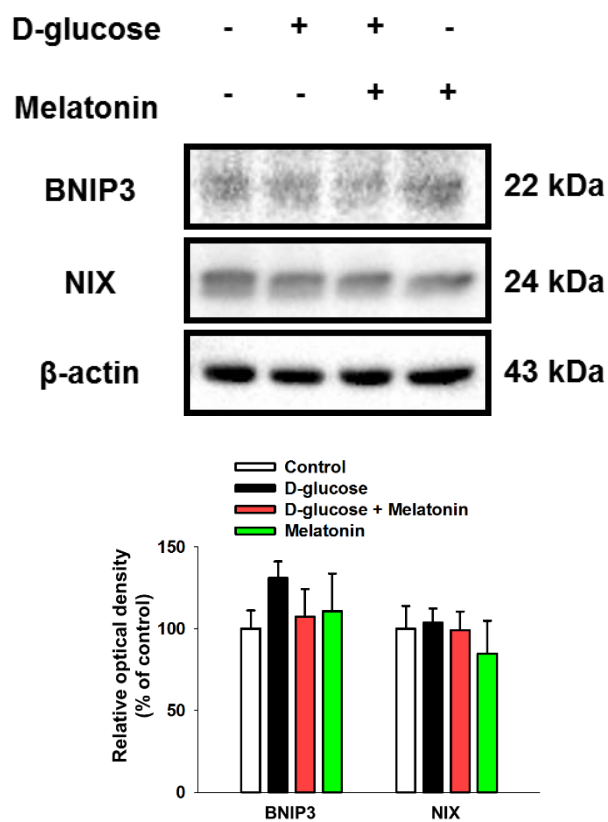 D-glucose - + + -
Melatonin - - + +
BNIP3 22 kDa
NIX 24 kDa
β-actin 43 kDa
Control
D-glucose
D-glucose + Melatonin
Melatonin
Relative optical density
(% of control)
150
100
50
0
BNIP3 NIX